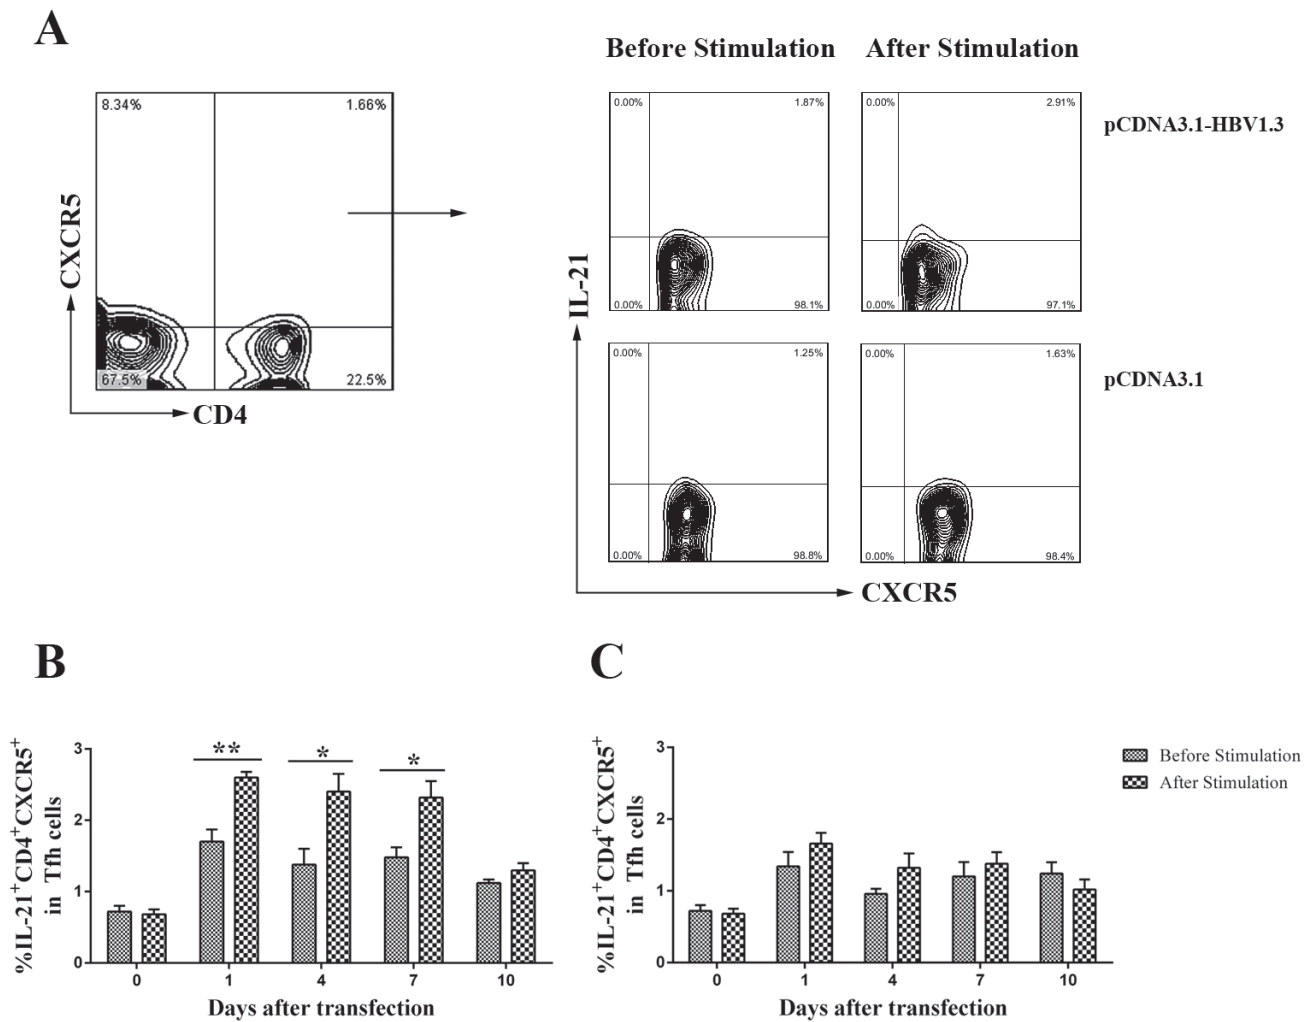 A
Before Stimulation
After Stimulation
8.34%
1.66%
67.5%
22.5%
CXCR5
CD4
0.00%
1.87%
0.00%
98.1%
0.00%
2.91%
0.00%
97.1%
pCDNA3.1-HBV1.3
0.00%
1.25%
0.00%
98.8%
0.00%
1.63%
0.00%
98.4%
pCDNA3.1
IL-21
CXCR5
B
%IL-21+CD4+CXCR5+
in Tfh cells
3
2
1
0
**
*
*
0 1 4 7 10
Days after transfection
C
%IL-21+CD4+CXCR5+
in Tfh cells
3
2
1
0
0 1 4 7 10
Days after transfection
Before Stimulation
After Stimulation